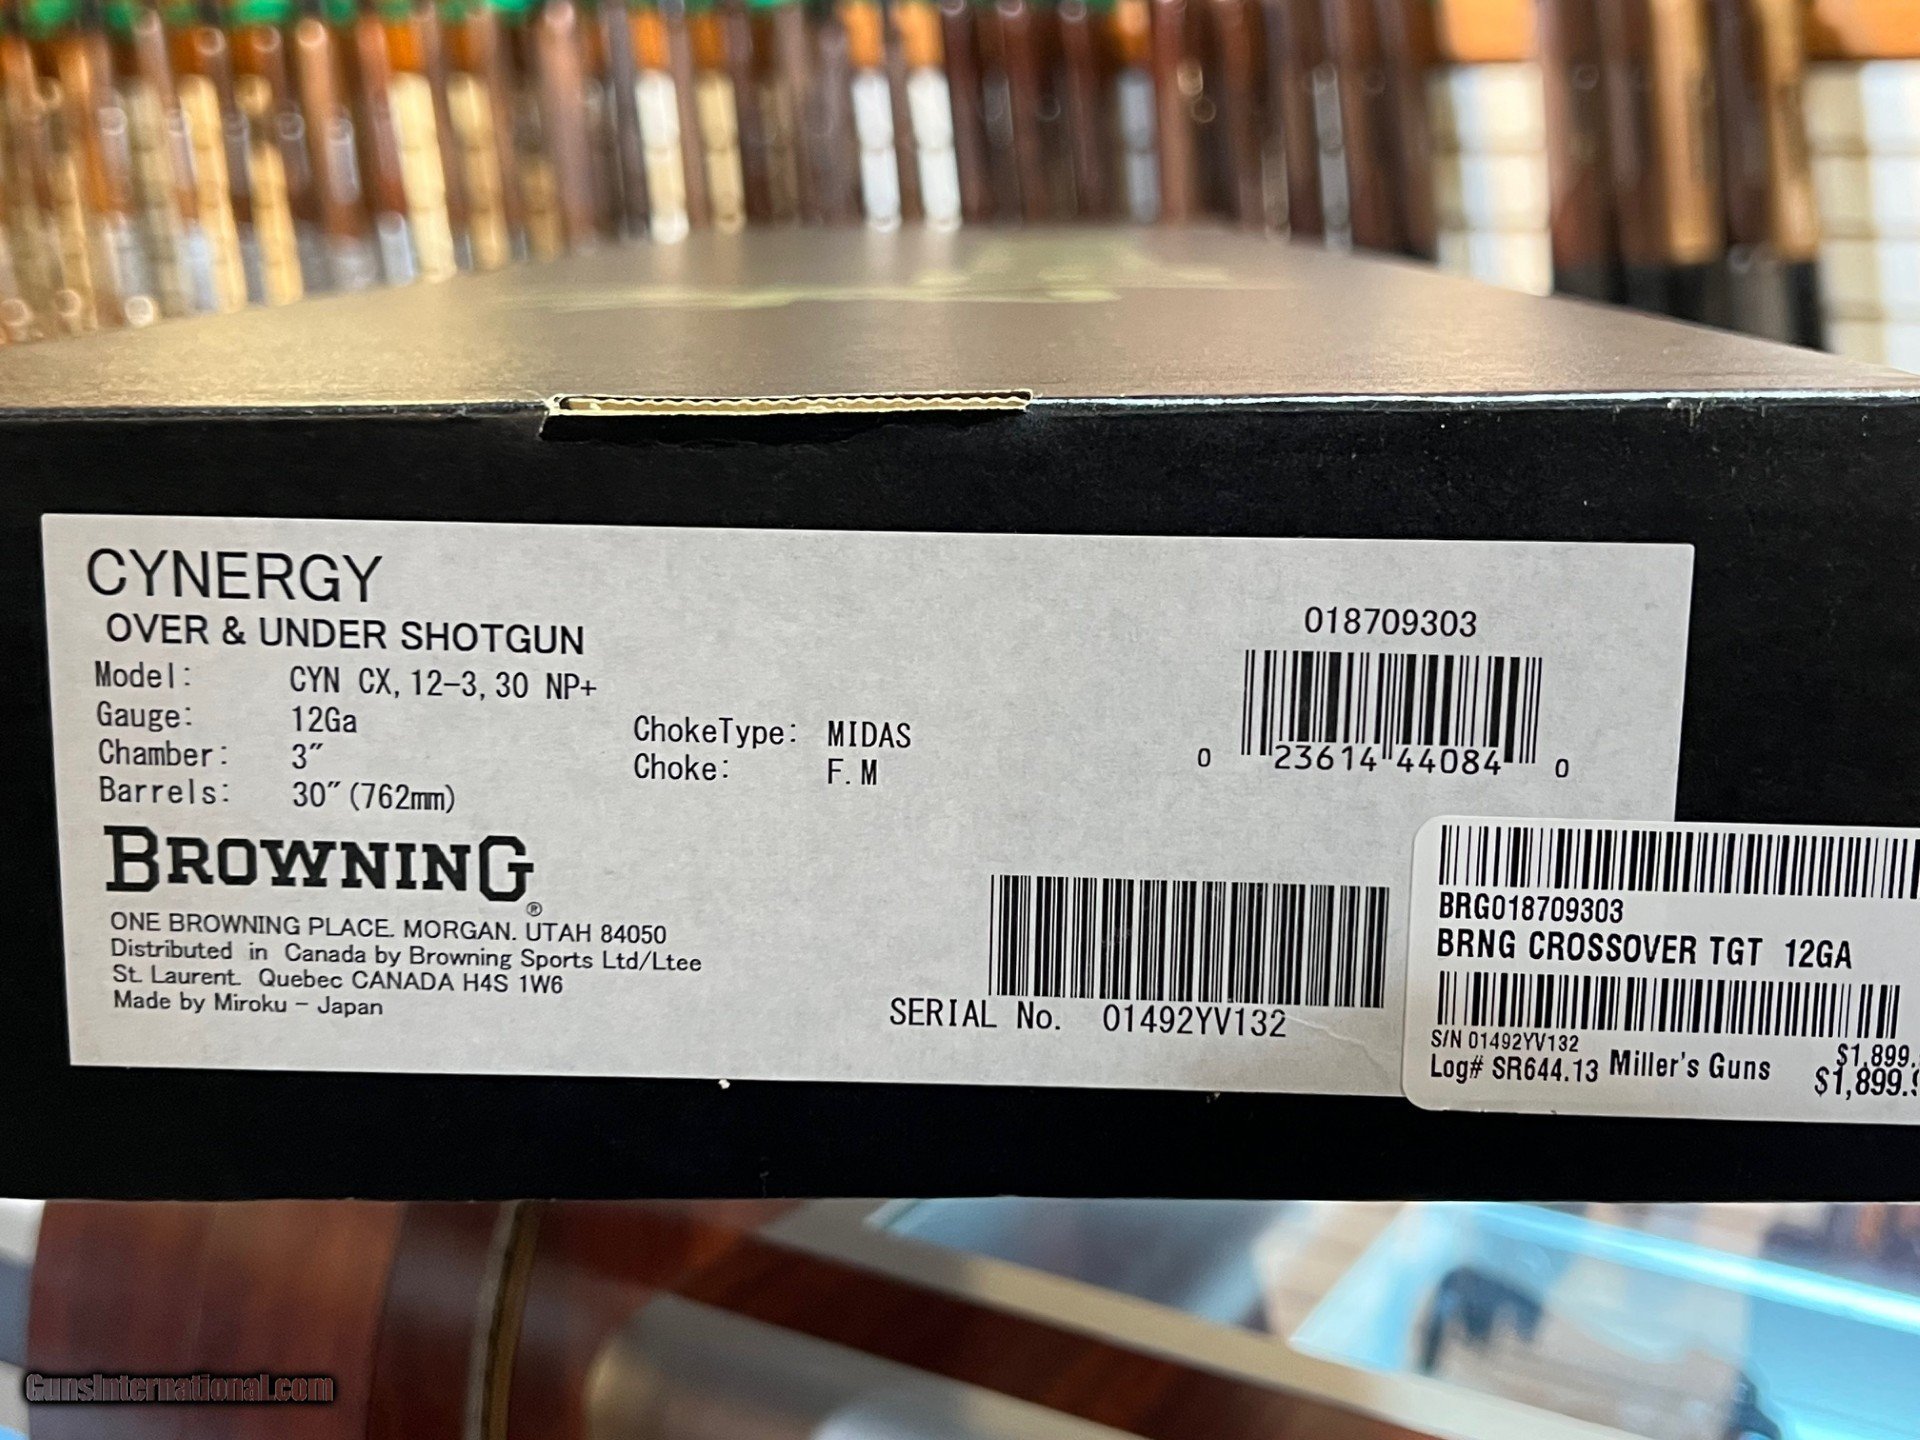 CYNERGY
OVER & UNDER SHOTGUN
Model: CYN CX, 12-3, 30 NP+
Gauge: 12Ga
Chamber: 3″
Barrels: 30″ (762mm)
ChokeType: MIDAS
Choke: F. M
018709303
0 23614 44084 0
BROWNING®
ONE BROWNING PLACE. MORGAN. UTAH 84050
Distributed in Canada by Browning Sports Ltd/Ltee
St. Laurent. Quebec CANADA H4S 1W6
Made by Miroku - Japan
SERIAL No. 01492YV132
BRG018709303
BRNG CROSSOVER TGT 12GA
S/N 01492YV132
$1,899.
Log# SR644.13 Miller's Guns
$1,899.9
GunsInternational.com